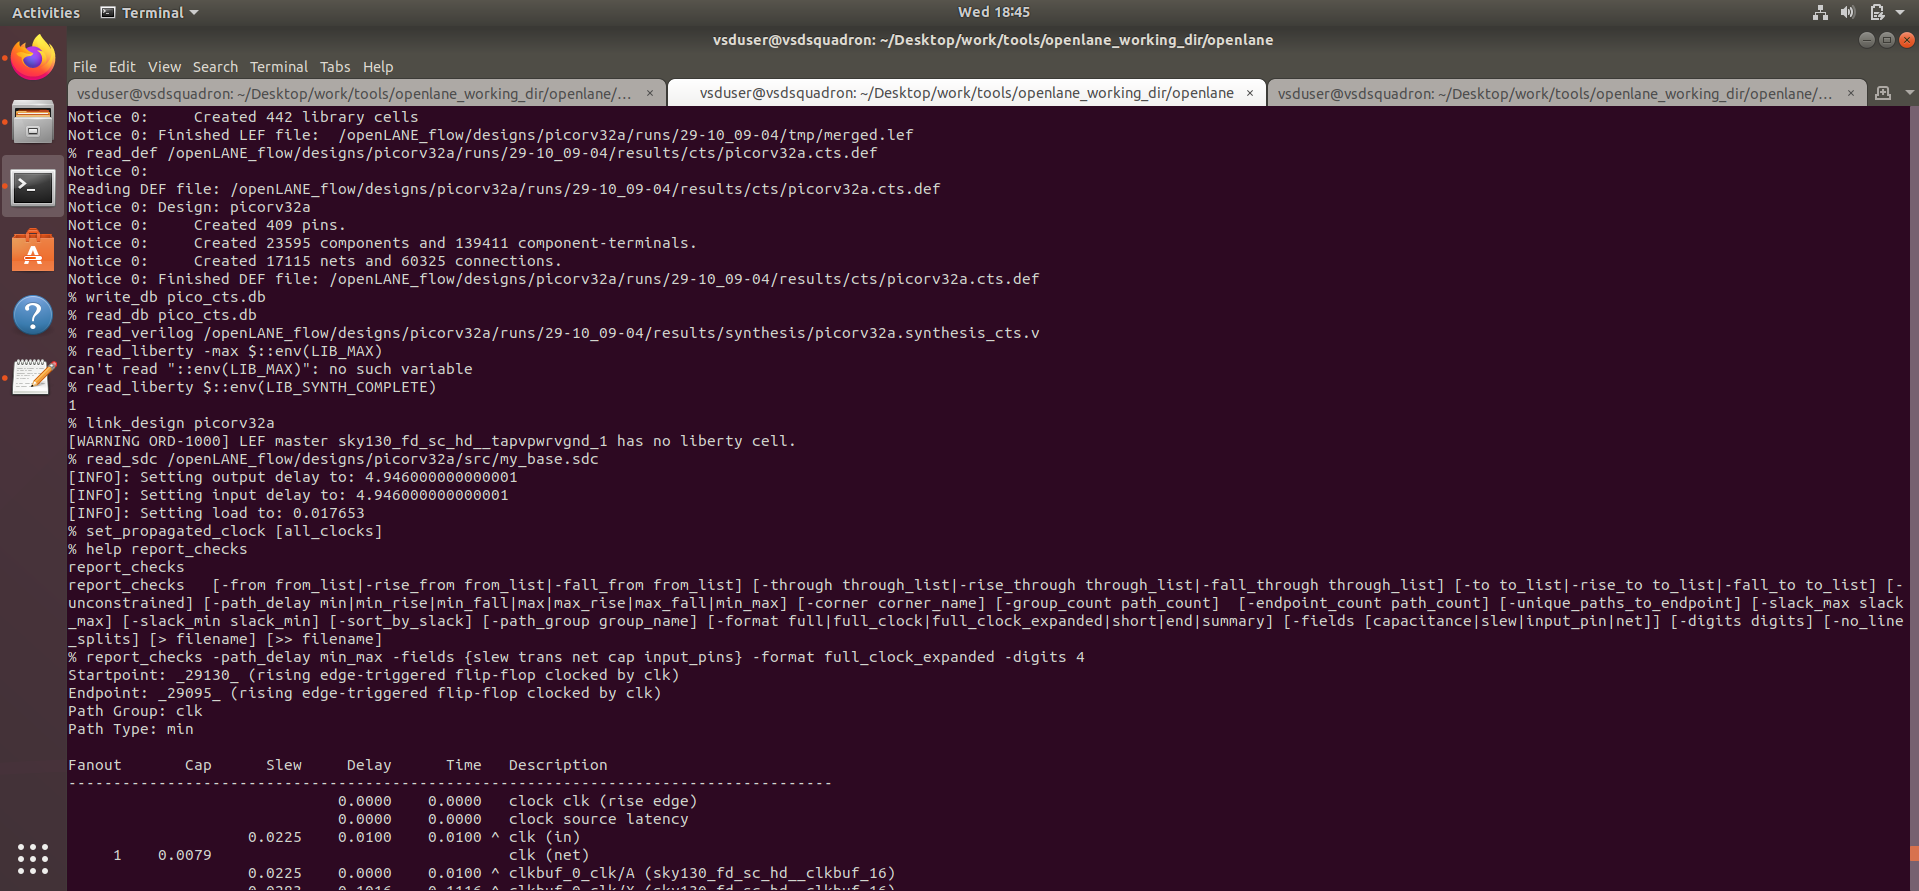 Activities Terminal Wed 18:45
vsduser@vsdsquadron: ~/Desktop/work/tools/openlane_working_dir/openlane
File Edit View Search Terminal Tabs Help
vsduser@vsdsquadron: ~/Desktop/work/tools/openlane_working_dir/openlane/... × vsduser@vsdsquadron: ~/Desktop/work/tools/openlane_working_dir/openlane × vsduser@vsdsquadron: ~/Desktop/work/tools/openlane_working_dir/openlane/... ×
Notice 0:     Created 442 library cells
Notice 0: Finished LEF file:  /openLANE_flow/designs/picorv32a/runs/29-10_09-04/tmp/merged.lef
% read_def /openLANE_flow/designs/picorv32a/runs/29-10_09-04/results/cts/picorv32a.cts.def
Notice 0:
Reading DEF file: /openLANE_flow/designs/picorv32a/runs/29-10_09-04/results/cts/picorv32a.cts.def
Notice 0: Design: picorv32a
Notice 0:     Created 409 pins.
Notice 0:     Created 23595 components and 139411 component-terminals.
Notice 0:     Created 17115 nets and 60325 connections.
Notice 0: Finished DEF file: /openLANE_flow/designs/picorv32a/runs/29-10_09-04/results/cts/picorv32a.cts.def
% write_db pico_cts.db
% read_db pico_cts.db
% read_verilog /openLANE_flow/designs/picorv32a/runs/29-10_09-04/results/synthesis/picorv32a.synthesis_cts.v
% read_liberty -max $::env(LIB_MAX)
can't read "::env(LIB_MAX)": no such variable
% read_liberty $::env(LIB_SYNTH_COMPLETE)
1
% link_design picorv32a
[WARNING ORD-1000] LEF master sky130_fd_sc_hd__tapvpwrvgnd_1 has no liberty cell.
% read_sdc /openLANE_flow/designs/picorv32a/src/my_base.sdc
[INFO]: Setting output delay to: 4.946000000000001
[INFO]: Setting input delay to: 4.946000000000001
[INFO]: Setting load to: 0.017653
% set_propagated_clock [all_clocks]
% help report_checks
report_checks
report_checks   [-from from_list|-rise_from from_list|-fall_from from_list] [-through through_list|-rise_through through_list|-fall_through through_list] [-to to_list|-rise_to to_list|-fall_to to_list] [-
unconstrained] [-path_delay min|min_rise|min_fall|max|max_rise|max_fall|min_max] [-corner corner_name] [-group_count path_count]  [-endpoint_count path_count] [-unique_paths_to_endpoint] [-slack_max slack
_max] [-slack_min slack_min] [-sort_by_slack] [-path_group group_name] [-format full|full_clock|full_clock_expanded|short|end|summary] [-fields [capacitance|slew|input_pin|net]] [-digits digits] [-no_line
_splits] [> filename] [>> filename]
% report_checks -path_delay min_max -fields {slew trans net cap input_pins} -format full_clock_expanded -digits 4
Startpoint: _29130_ (rising edge-triggered flip-flop clocked by clk)
Endpoint: _29095_ (rising edge-triggered flip-flop clocked by clk)
Path Group: clk
Path Type: min
Fanout       Cap      Slew     Delay      Time   Description
-------------------------------------------------------------------------------------
0.0000    0.0000   clock clk (rise edge)
0.0000    0.0000   clock source latency
0.0225    0.0100    0.0100 ^ clk (in)
1    0.0079                                 clk (net)
0.0225    0.0000    0.0100 ^ clkbuf_0_clk/A (sky130_fd_sc_hd__clkbuf_16)
0.0283    0.1016    0.1116 ^ clkbuf_0_clk/X (sky130_fd_sc_hd__clkbuf_16)